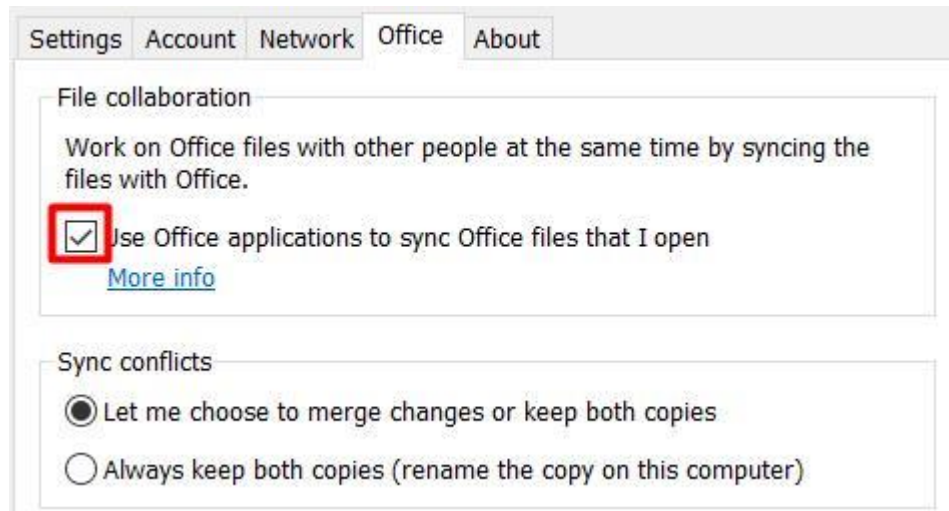 Settings Account Network Office About
File collaboration
Work on Office files with other people at the same time by syncing the
files with Office.
Use Office applications to sync Office files that I open
More info
Sync conflicts
Let me choose to merge changes or keep both copies
Always keep both copies (rename the copy on this computer)